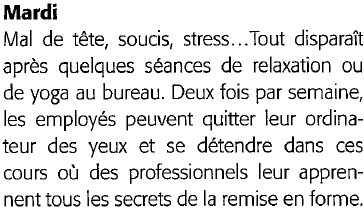 Mardi
Mal de tête, soucis, stress...Tout disparaît
après quelques séances de relaxation ou
de yoga au bureau. Deux fois par semaine,
les employés peuvent quitter leur ordina-
teur des yeux et se détendre dans ces
cours où des professionnels leur appren-
nent tous les secrets de la remise en forme.